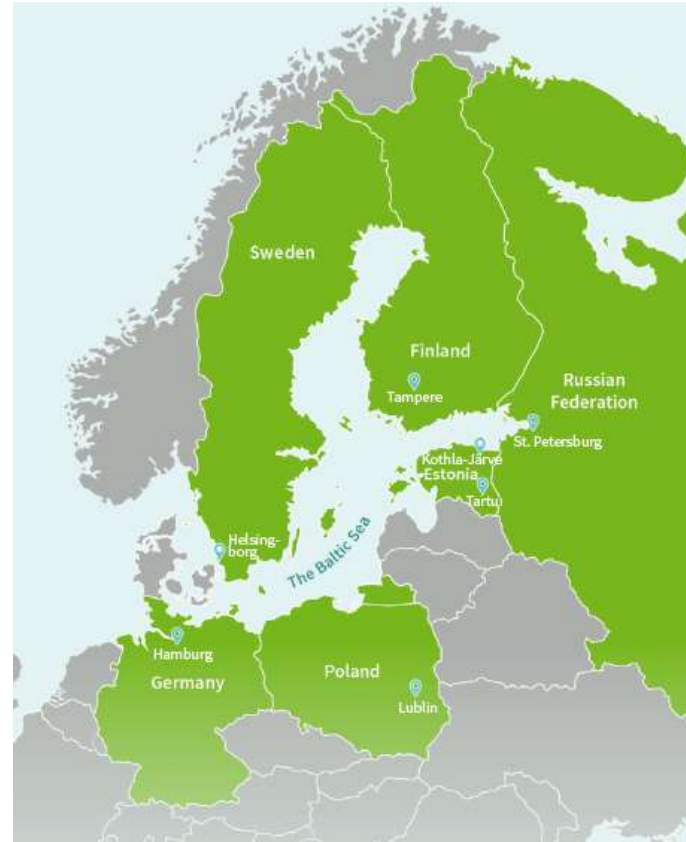 Sweden
Finland
Tampere
Russian
Federation
St. Petersburg
Kothla-Järve
Estonia
Tartu
Helsing-
borg
The Baltic Sea
Hamburg
Germany
Poland
Lublin